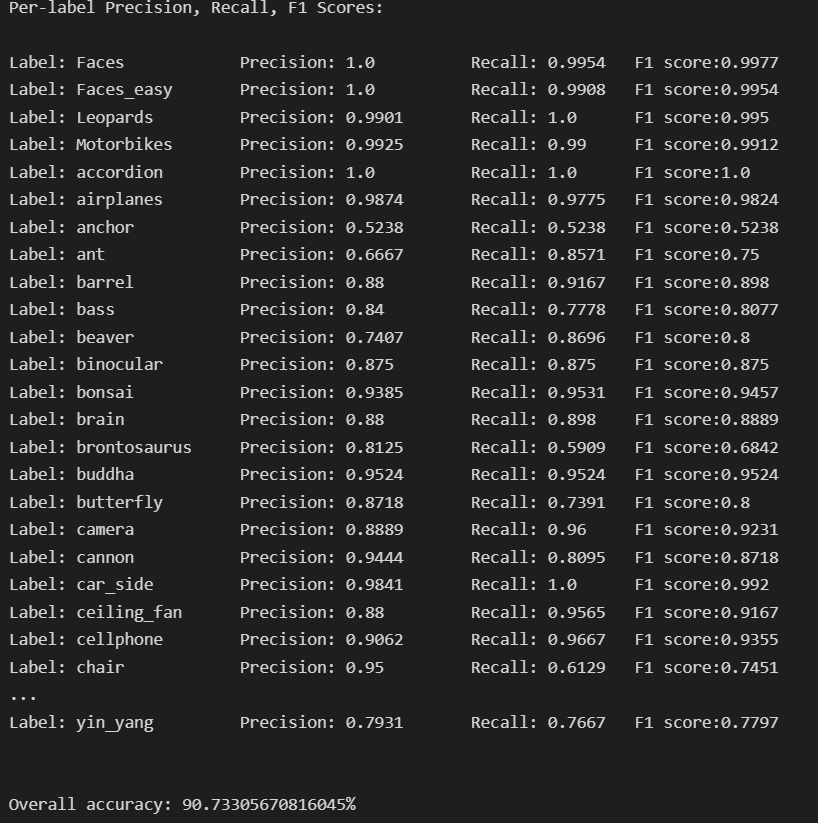 Per-label Precision, Recall, F1 Scores:
Label: Faces Precision: 1.0 Recall: 0.9954 F1 score:0.9977
Label: Faces_easy Precision: 1.0 Recall: 0.9908 F1 score:0.9954
Label: Leopards Precision: 0.9901 Recall: 1.0 F1 score:0.995
Label: Motorbikes Precision: 0.9925 Recall: 0.99 F1 score:0.9912
Label: accordion Precision: 1.0 Recall: 1.0 F1 score:1.0
Label: airplanes Precision: 0.9874 Recall: 0.9775 F1 score:0.9824
Label: anchor Precision: 0.5238 Recall: 0.5238 F1 score:0.5238
Label: ant Precision: 0.6667 Recall: 0.8571 F1 score:0.75
Label: barrel Precision: 0.88 Recall: 0.9167 F1 score:0.898
Label: bass Precision: 0.84 Recall: 0.7778 F1 score:0.8077
Label: beaver Precision: 0.7407 Recall: 0.8696 F1 score:0.8
Label: binocular Precision: 0.875 Recall: 0.875 F1 score:0.875
Label: bonsai Precision: 0.9385 Recall: 0.9531 F1 score:0.9457
Label: brain Precision: 0.88 Recall: 0.898 F1 score:0.8889
Label: brontosaurus Precision: 0.8125 Recall: 0.5909 F1 score:0.6842
Label: buddha Precision: 0.9524 Recall: 0.9524 F1 score:0.9524
Label: butterfly Precision: 0.8718 Recall: 0.7391 F1 score:0.8
Label: camera Precision: 0.8889 Recall: 0.96 F1 score:0.9231
Label: cannon Precision: 0.9444 Recall: 0.8095 F1 score:0.8718
Label: car_side Precision: 0.9841 Recall: 1.0 F1 score:0.992
Label: ceiling_fan Precision: 0.88 Recall: 0.9565 F1 score:0.9167
Label: cellphone Precision: 0.9062 Recall: 0.9667 F1 score:0.9355
Label: chair Precision: 0.95 Recall: 0.6129 F1 score:0.7451
...
Label: yin_yang Precision: 0.7931 Recall: 0.7667 F1 score:0.7797
Overall accuracy: 90.73305670816045%